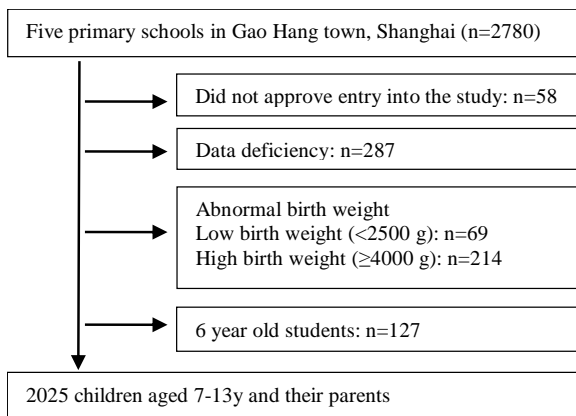 Five primary schools in Gao Hang town, Shanghai (n=2780)
Did not approve entry into the study: n=58
Data deficiency: n=287
Abnormal birth weight
Low birth weight (<2500 g): n=69
High birth weight (≥4000 g): n=214
6 year old students: n=127
2025 children aged 7-13y and their parents